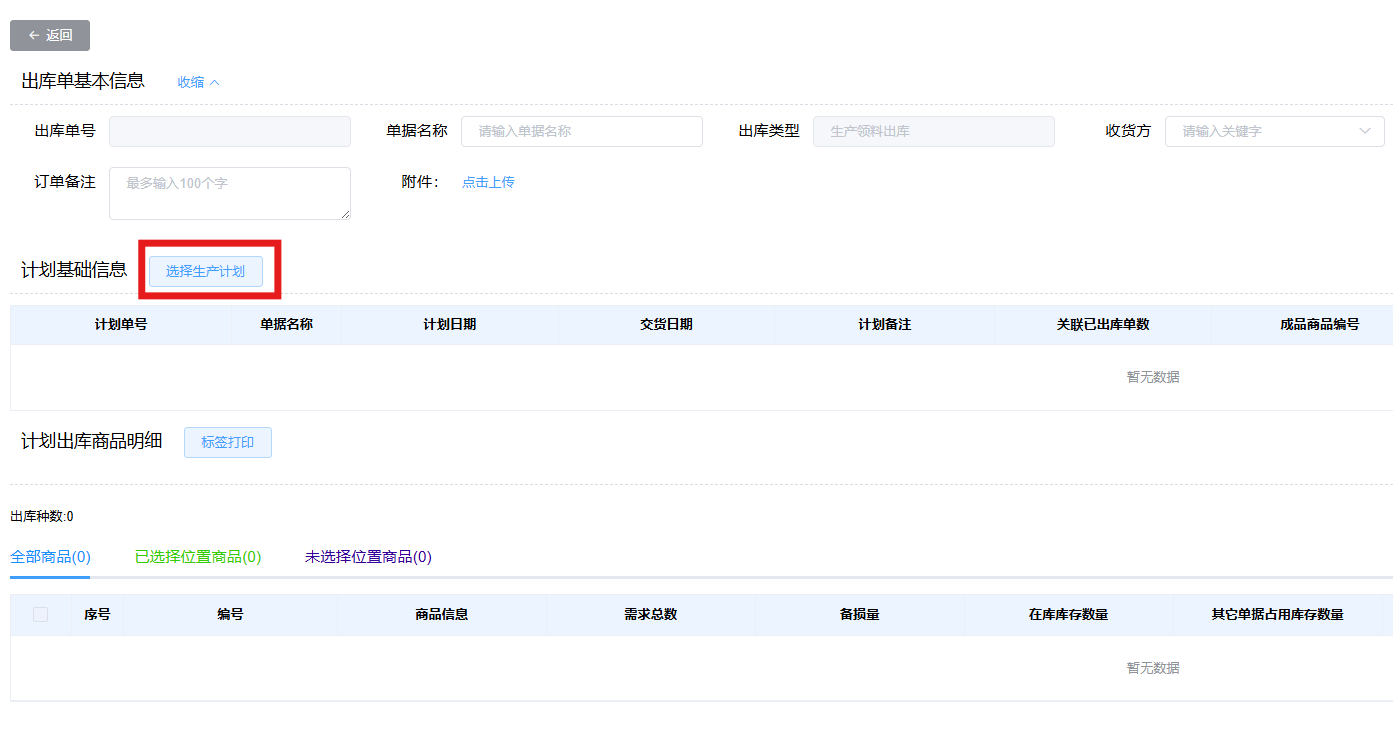 ← 返回
出库单基本信息 收缩
出库单号 单据名称 请输入单据名称 出库类型 生产领料出库 收货方 请输入关键字
订单备注 最多输入100个字 附件： 点击上传
计划基础信息 选择生产计划
计划单号 单据名称 计划日期 交货日期 计划备注 关联已出库单数 成品商品编号
暂无数据
计划出库商品明细 标签打印
出库种数:0
全部商品(0) 已选择位置商品(0) 未选择位置商品(0)
序号 编号 商品信息 需求总数 备损量 在库库存数量 其它单据占用库存数量
暂无数据